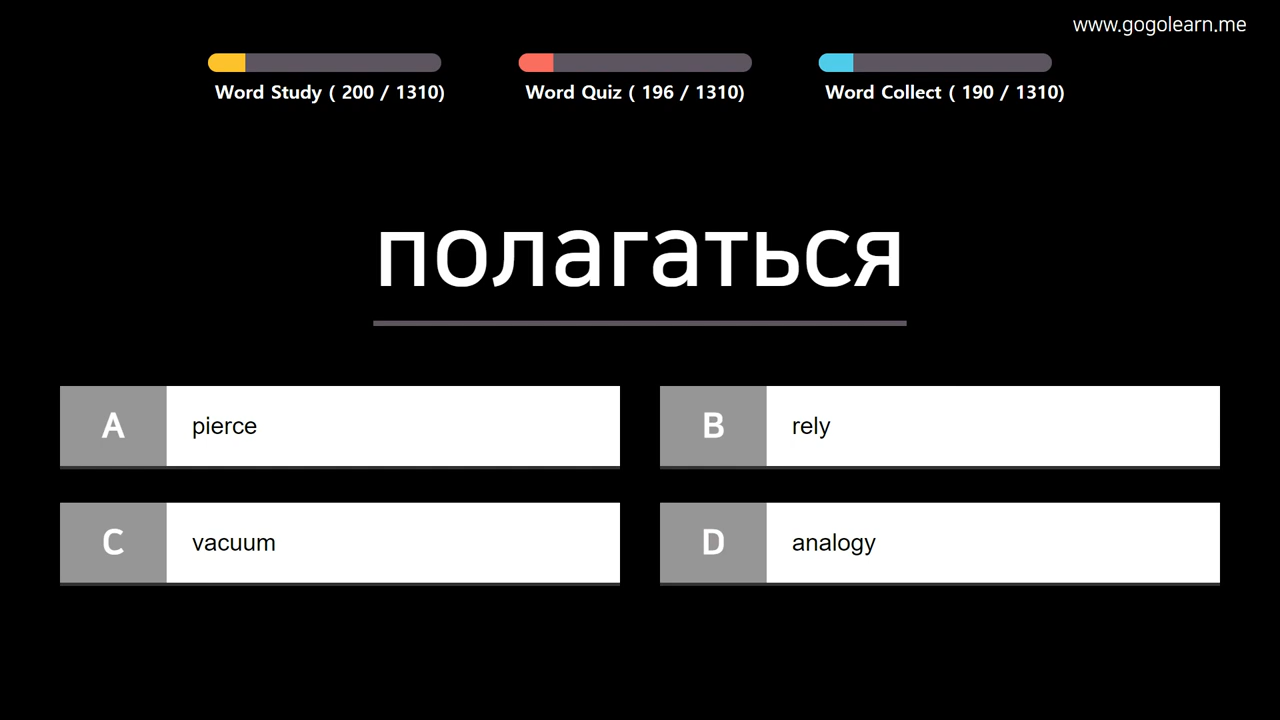 www.gogolearn.me
Word Study ( 200 / 1310)
Word Quiz ( 196 / 1310)
Word Collect ( 190 / 1310)
полагаться
A pierce
B rely
C vacuum
D analogy